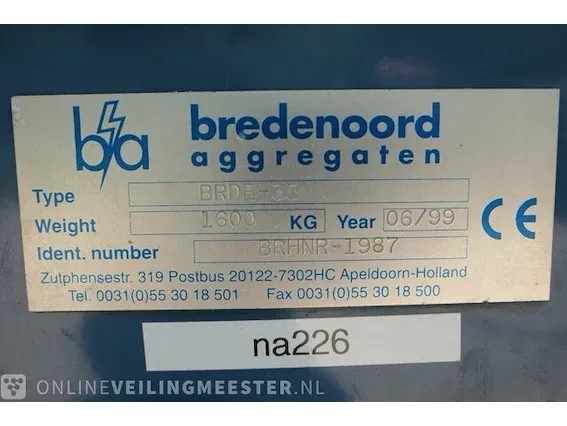 b/a bredenoord
aggregaten
Type BRDE-33
Weight 1600 KG Year 06/99
Ident. number BRHNR-1987
CE
Zutphensestr. 319 Postbus 20122-7302HC Apeldoorn-Holland
Tel. 0031(0)55 30 18 501 Fax 0031(0)55 30 18 500
na226
ONLINEVEILINGMEESTER.NL